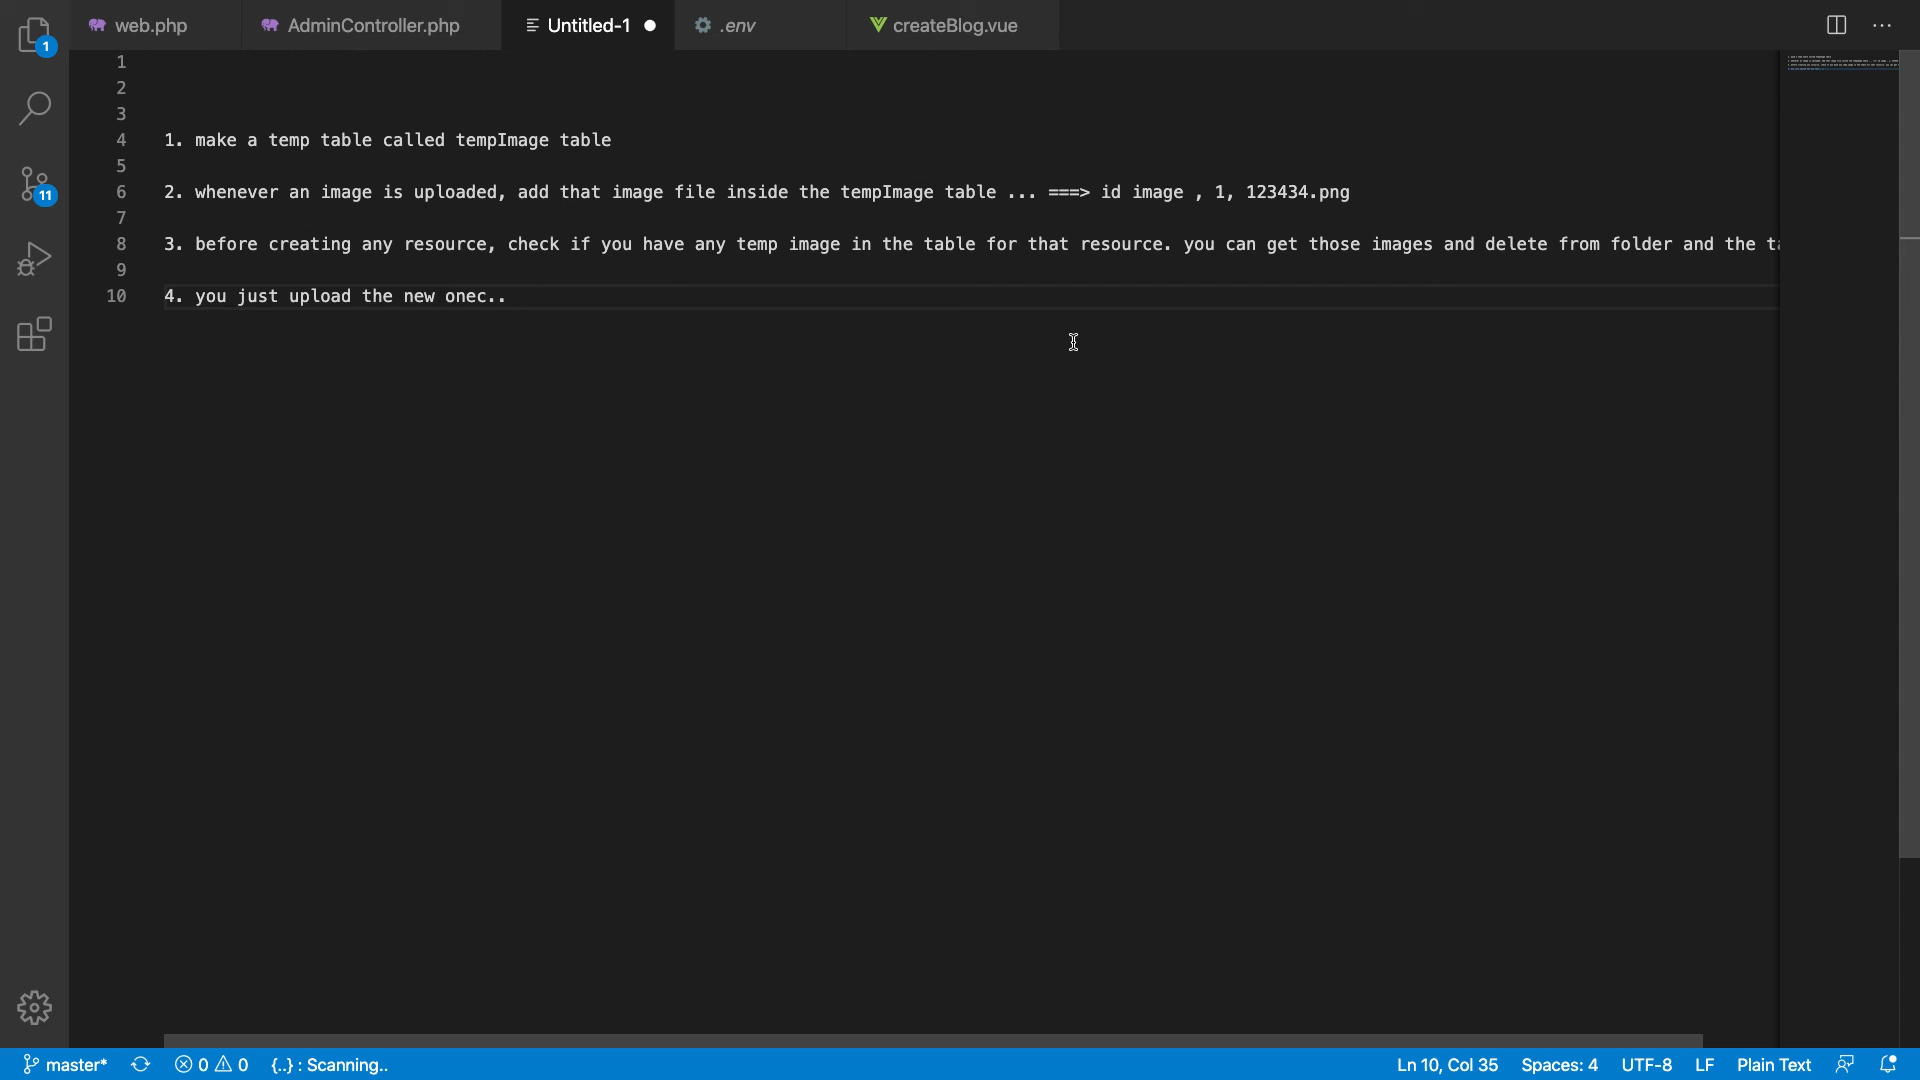 web.php
AdminController.php
Untitled-1
.env
createBlog.vue
1
1
2
3
4 1. make a temp table called tempImage table
5
6 2. whenever an image is uploaded, add that image file inside the tempImage table ... ===> id image , 1, 123434.png
7
8 3. before creating any resource, check if you have any temp image in the table for that resource. you can get those images and delete from folder and the
9
10 4. you just upload the new onec..
11
master*
0 0
{..} : Scanning..
Ln 10, Col 35
Spaces: 4
UTF-8
LF
Plain Text